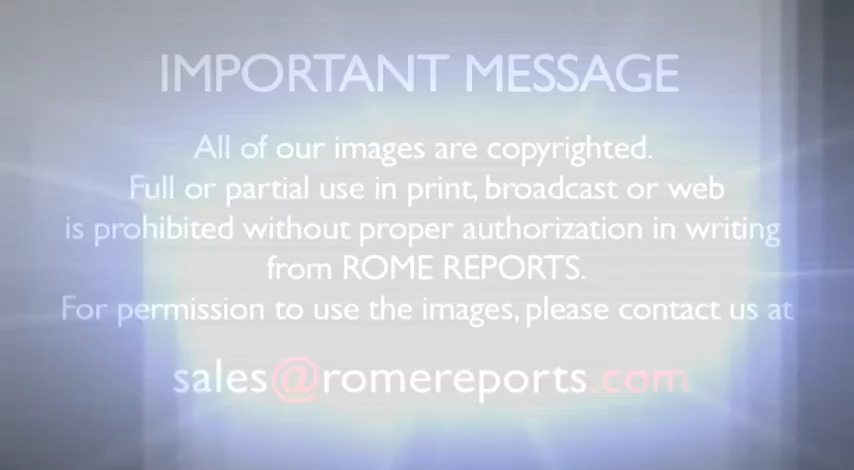 IMPORTANT MESSAGE
All of our images are copyrighted.
Full or partial use in print, broadcast or web
is prohibited without proper authorization in writing
from ROME REPORTS.
For permission to use the images, please contact us at
sales@romereports.com